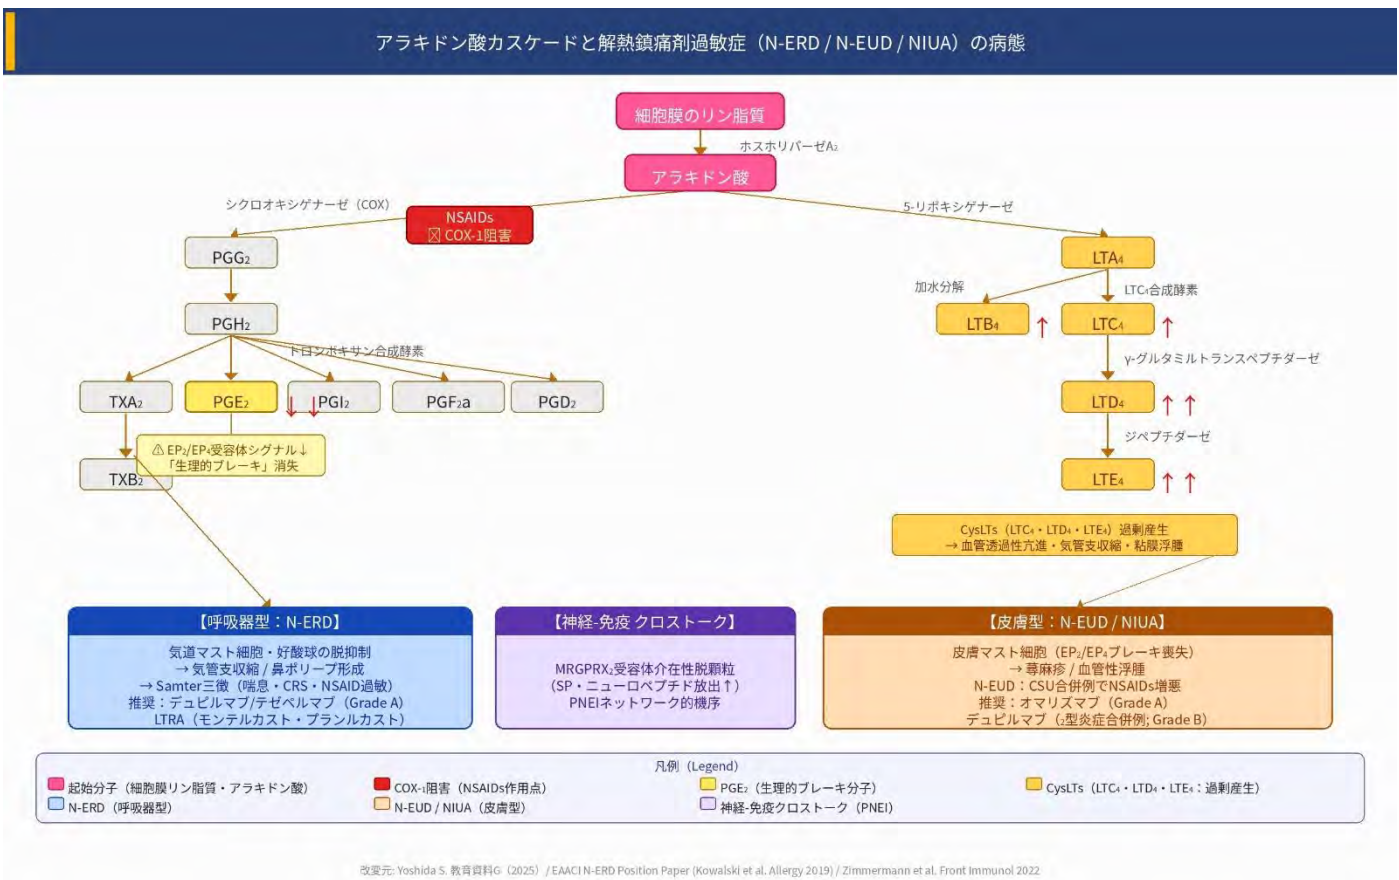 アラキドン酸カスケードと解熱鎮痛剤過敏症（N-ERD / N-EUD / NIUA）の病態
細胞膜のリン脂質
ホスホリパーゼA₂
アラキドン酸
シクロオキシゲナーゼ（COX）
NSAIDs
COX-1阻害
5-リポキシゲナーゼ
PGG₂
LTA₄
加水分解
LTC₄合成酵素
PGH₂
LTB₄ ↑
LTC₄ ↑
トロンボキサン合成酵素
γ-グルタミルトランスペプチダーゼ
TXA₂
PGE₂
↓ ↓
PGI₂
PGF₂a
PGD₂
LTD₄ ↑ ↑
⚠ EP₂/EP₄受容体シグナル↓
「生理的ブレーキ」消失
ジペプチダーゼ
TXB₂
LTE₄ ↑ ↑
CysLTs（LTC₄・LTD₄・LTE₄）過剰産生
→ 血管透過性亢進・気管支収縮・粘膜浮腫
【呼吸器型：N-ERD】
気道マスト細胞・好酸球の脱抑制
→ 気管支収縮 / 鼻ポリープ形成
→ Samter三徴（喘息・CRS・NSAID過敏）
推奨：デュピルマブ/テゼペルマブ（Grade A）
LTRA（モンテルカスト・プランルカスト）
【神経-免疫 クロストーク】
MRGPRX₂受容体介在性脱顆粒
（SP・ニューロペプチド放出↑）
PNEIネットワーク的機序
【皮膚型：N-EUD / NIUA】
皮膚マスト細胞（EP₂/EP₄ブレーキ喪失）
→ 蕁麻疹 / 血管性浮腫
N-EUD：CSU合併例でNSAIDs増悪
推奨：オマリズマブ（Grade A）
デュピルマブ（₂型炎症合併例; Grade B）
凡例（Legend）
起始分子（細胞膜リン脂質・アラキドン酸）
COX-₁阻害（NSAIDs作用点）
PGE₂（生理的ブレーキ分子）
CysLTs（LTC₄・LTD₄・LTE₄：過剰産生）
N-ERD（呼吸器型）
N-EUD / NIUA（皮膚型）
神経-免疫クロストーク（PNEI）
改変元: Yoshida S. 教育資料G（2025）/ EAACI N-ERD Position Paper (Kowalski et al. Allergy 2019) / Zimmermann et al. Front Immunol 2022